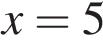 x = 5